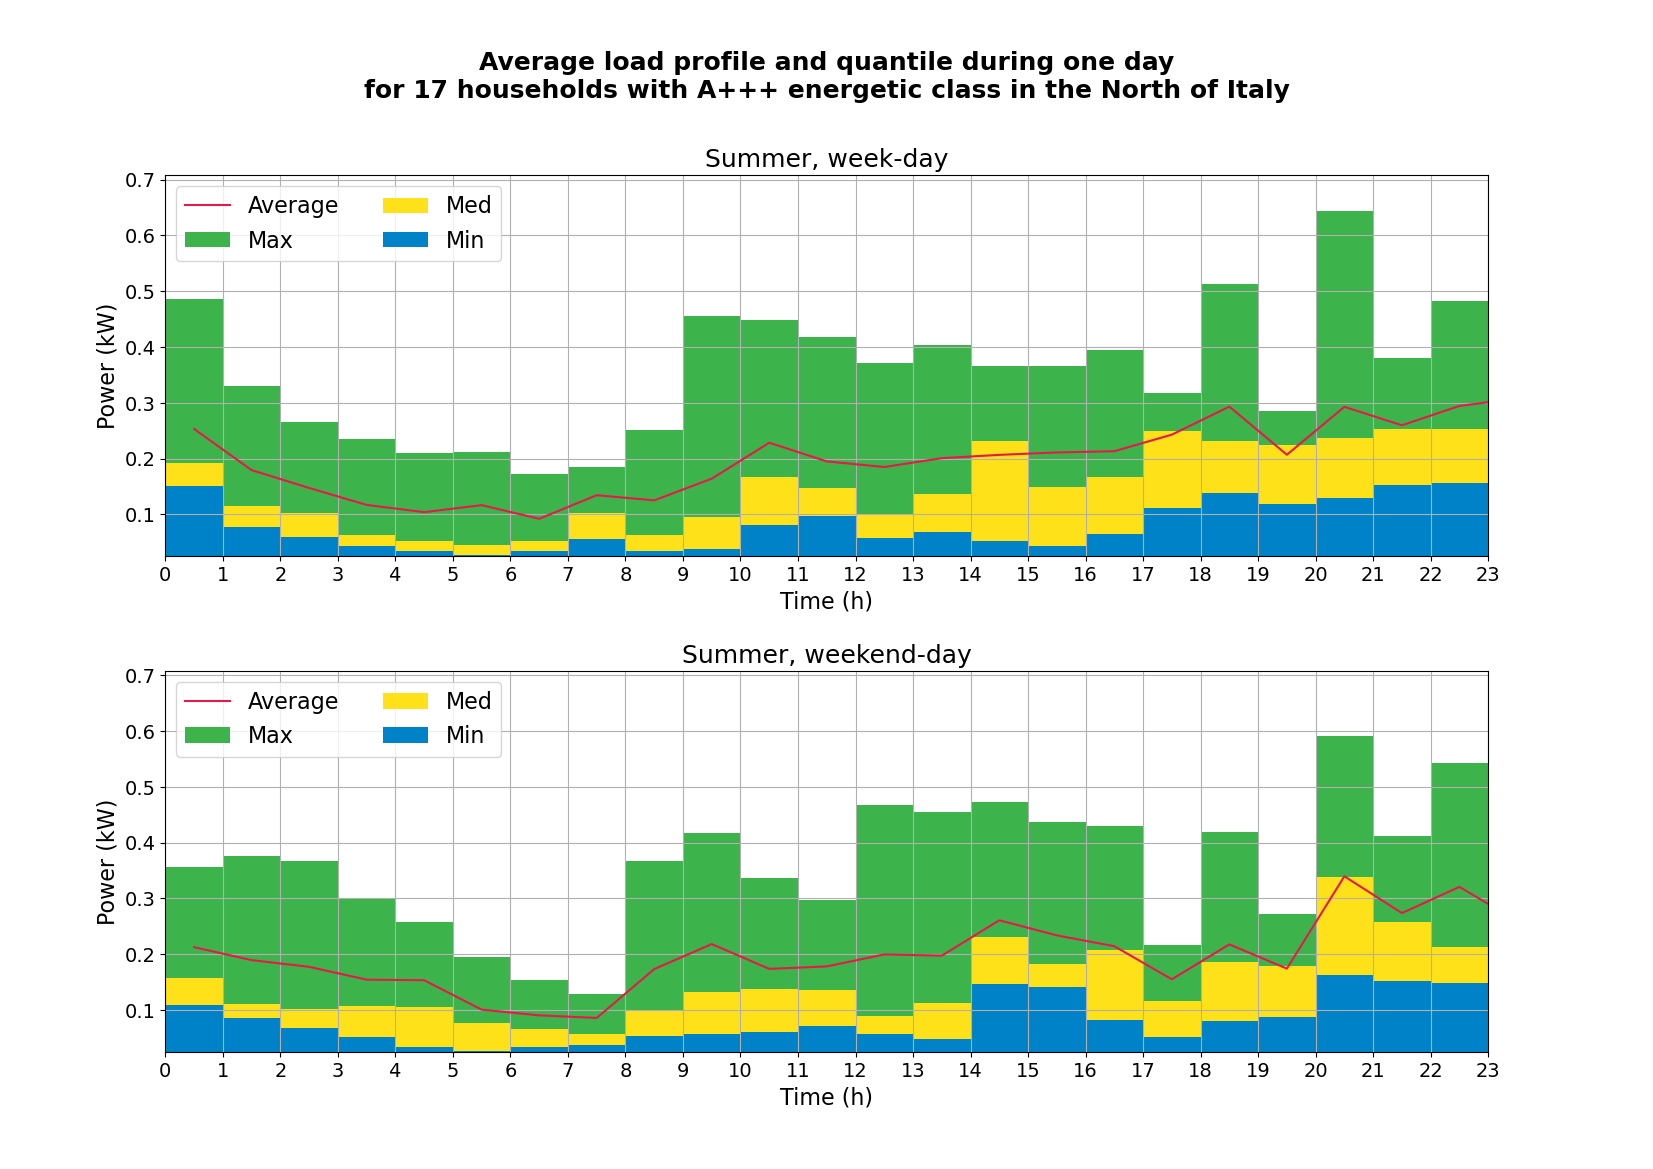 Average load profile and quantile during one day
for 17 households with A+++ energetic class in the North of Italy
Summer, week-day
0.7
0.6
0.5
0.4
0.3
0.2
0.1
Power (kW)
Average
Med
Max
Min
0 1 2 3 4 5 6 7 8 9 10 11 12 13 14 15 16 17 18 19 20 21 22 23
Time (h)
Summer, weekend-day
0.7
0.6
0.5
0.4
0.3
0.2
0.1
Power (kW)
Average
Med
Max
Min
0 1 2 3 4 5 6 7 8 9 10 11 12 13 14 15 16 17 18 19 20 21 22 23
Time (h)